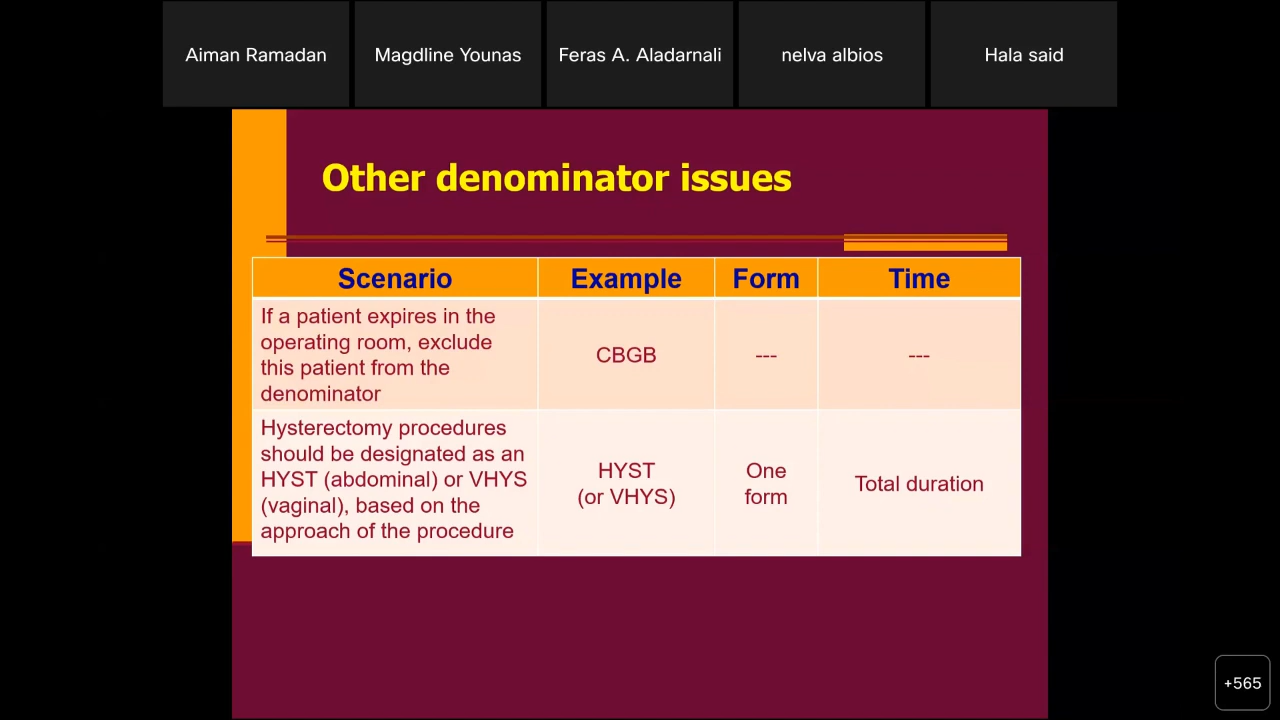 Aiman Ramadan
Magdline Younas
Feras A. Aladarnali
nelva albios
Hala said
Other denominator issues
Scenario
Example
Form
Time
If a patient expires in the
operating room, exclude
this patient from the
denominator
CBGB
---
---
Hysterectomy procedures
should be designated as an
HYST (abdominal) or VHYS
(vaginal), based on the
approach of the procedure
HYST
(or VHYS)
One
form
Total duration
+565